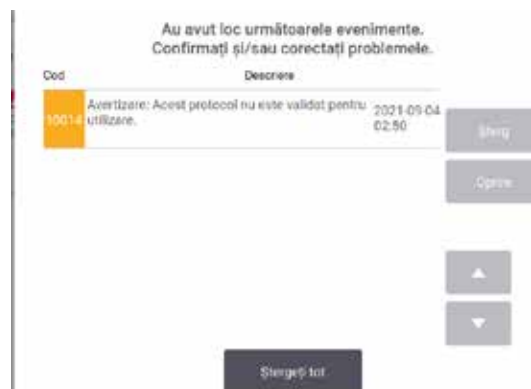 Au avut loc următoarele evenimente.
Confirmați și/sau corectați problemele.
Cod Descriere
10014 Avertizare: Acest protocol nu este validat pentru utilizare. 2021-09-04 02:50
Șterg
Oprire
Ștergeți tot